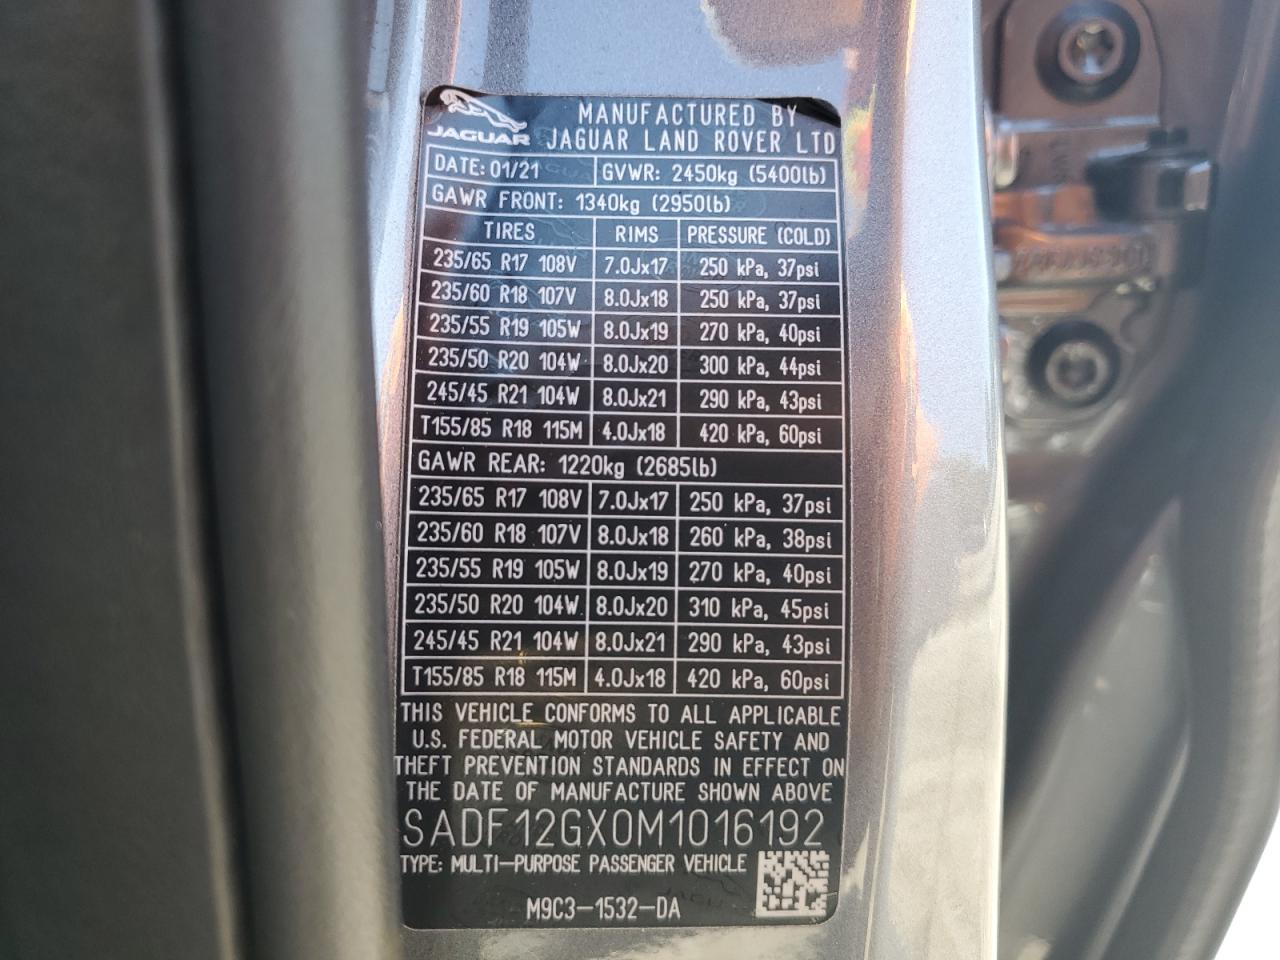 JAGUAR
MANUFACTURED BY
JAGUAR LAND ROVER LTD
DATE: 01/21 GVWR: 2450kg (5400lb)
GAWR FRONT: 1340kg (2950lb)
TIRES RIMS PRESSURE (COLD)
235/65 R17 108V 7.0Jx17 250 kPa, 37psi
235/60 R18 107V 8.0Jx18 250 kPa, 37psi
235/55 R19 105W 8.0Jx19 270 kPa, 40psi
235/50 R20 104W 8.0Jx20 300 kPa, 44psi
245/45 R21 104W 8.0Jx21 290 kPa, 43psi
T155/85 R18 115M 4.0Jx18 420 kPa, 60psi
GAWR REAR: 1220kg (2685lb)
235/65 R17 108V 7.0Jx17 250 kPa, 37psi
235/60 R18 107V 8.0Jx18 260 kPa, 38psi
235/55 R19 105W 8.0Jx19 270 kPa, 40psi
235/50 R20 104W 8.0Jx20 310 kPa, 45psi
245/45 R21 104W 8.0Jx21 290 kPa, 43psi
T155/85 R18 115M 4.0Jx18 420 kPa, 60psi
THIS VEHICLE CONFORMS TO ALL APPLICABLE
U.S. FEDERAL MOTOR VEHICLE SAFETY AND
THEFT PREVENTION STANDARDS IN EFFECT ON
THE DATE OF MANUFACTURE SHOWN ABOVE
SADF12GX0M1016192
TYPE: MULTI-PURPOSE PASSENGER VEHICLE
M9C3-1532-DA